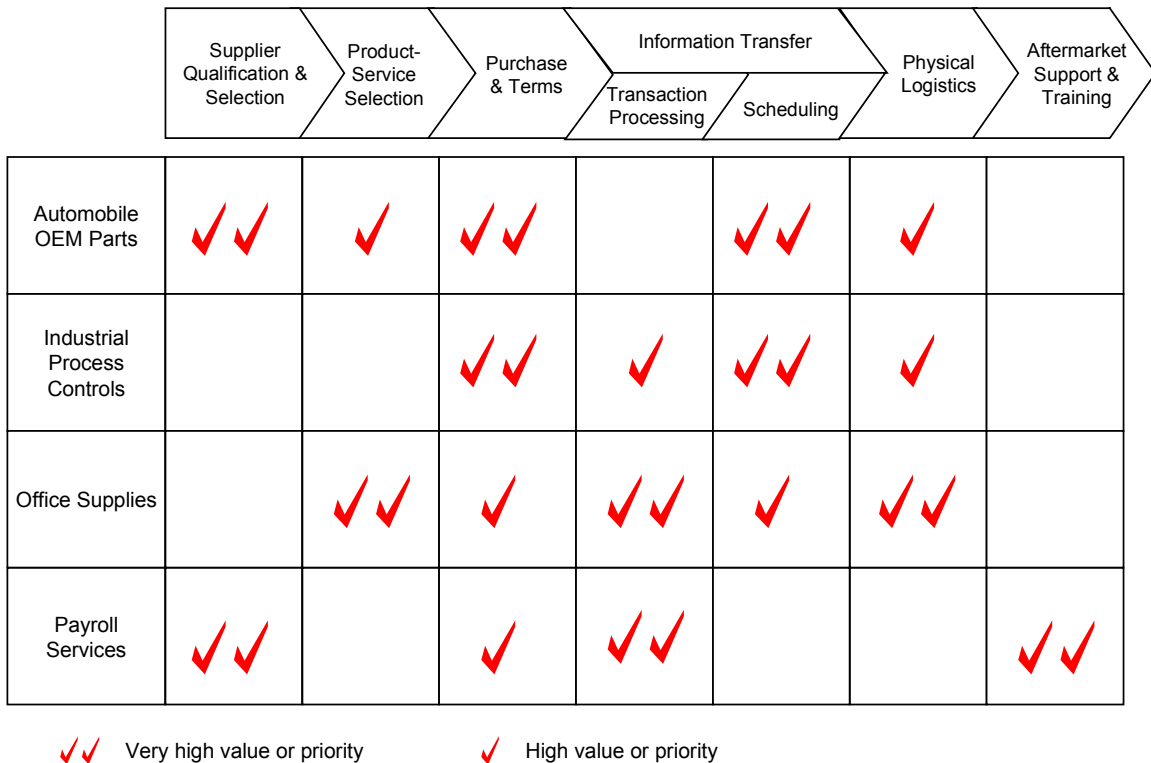 Supplier
Qualification &
Selection
Product-
Service
Selection
Purchase
& Terms
Information Transfer
Transaction
Processing
Scheduling
Physical
Logistics
Aftermarket
Support &
Training
Automobile
OEM Parts
Industrial
Process
Controls
Office Supplies
Payroll
Services
Very high value or priority
High value or priority